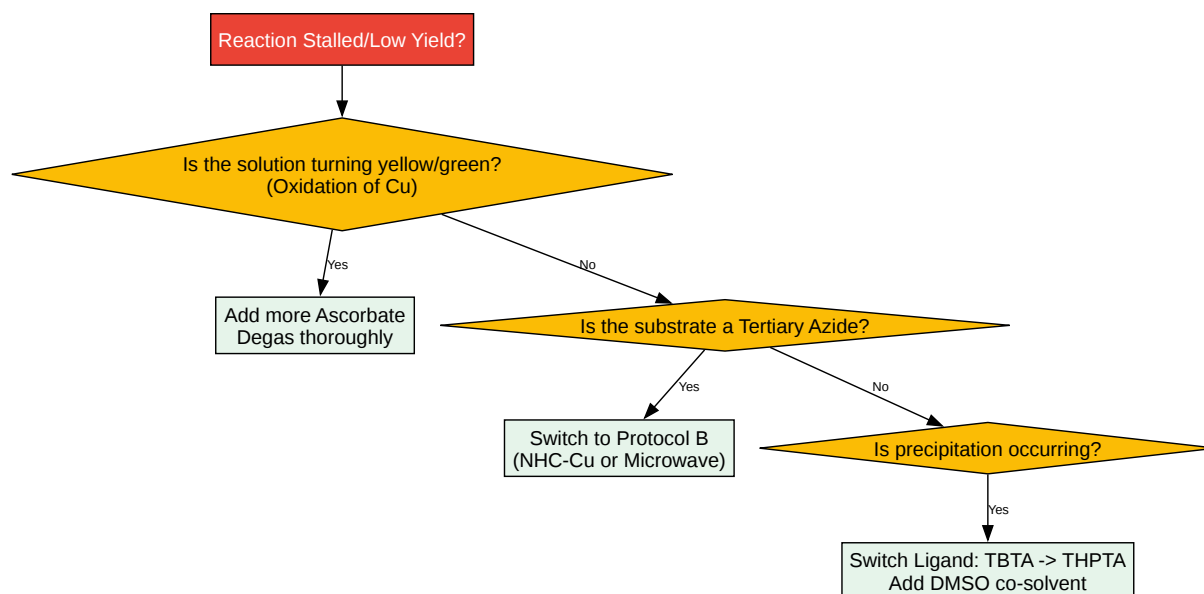 Reaction Stalled/Low Yield?
Is the solution turning yellow/green?
(Oxidation of Cu)
Yes
No
Add more Ascorbate
Degas thoroughly
Is the substrate a Tertiary Azide?
Yes
No
Switch to Protocol B
(NHC-Cu or Microwave)
Is precipitation occurring?
Yes
Switch Ligand: TBTA -> THPTA
Add DMSO co-solvent